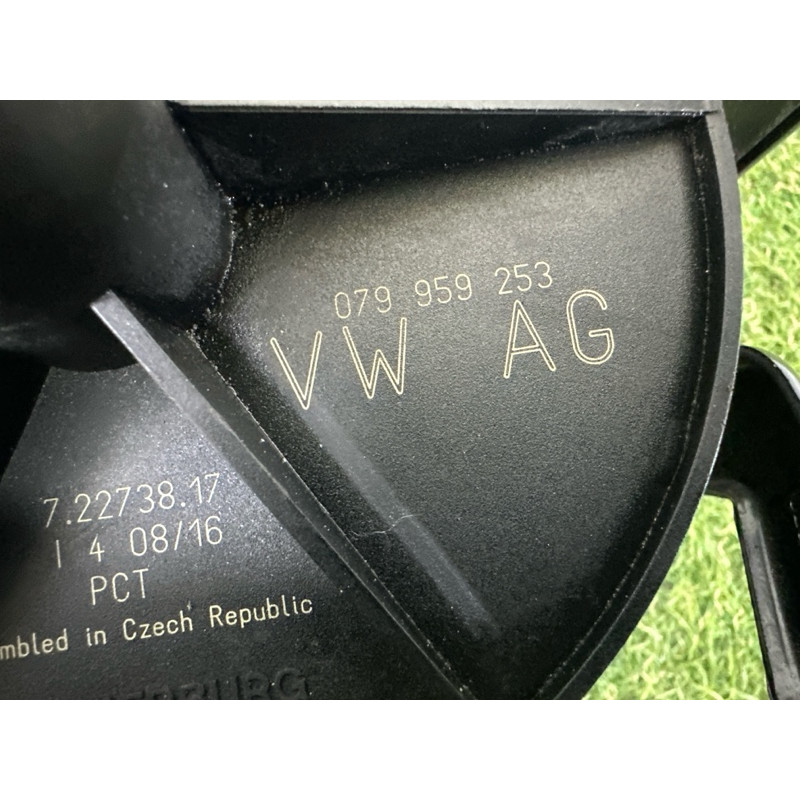 079 959 253
VW AG
7.22738.17
I 4 08/16
PCT
mbled in Czech Republic